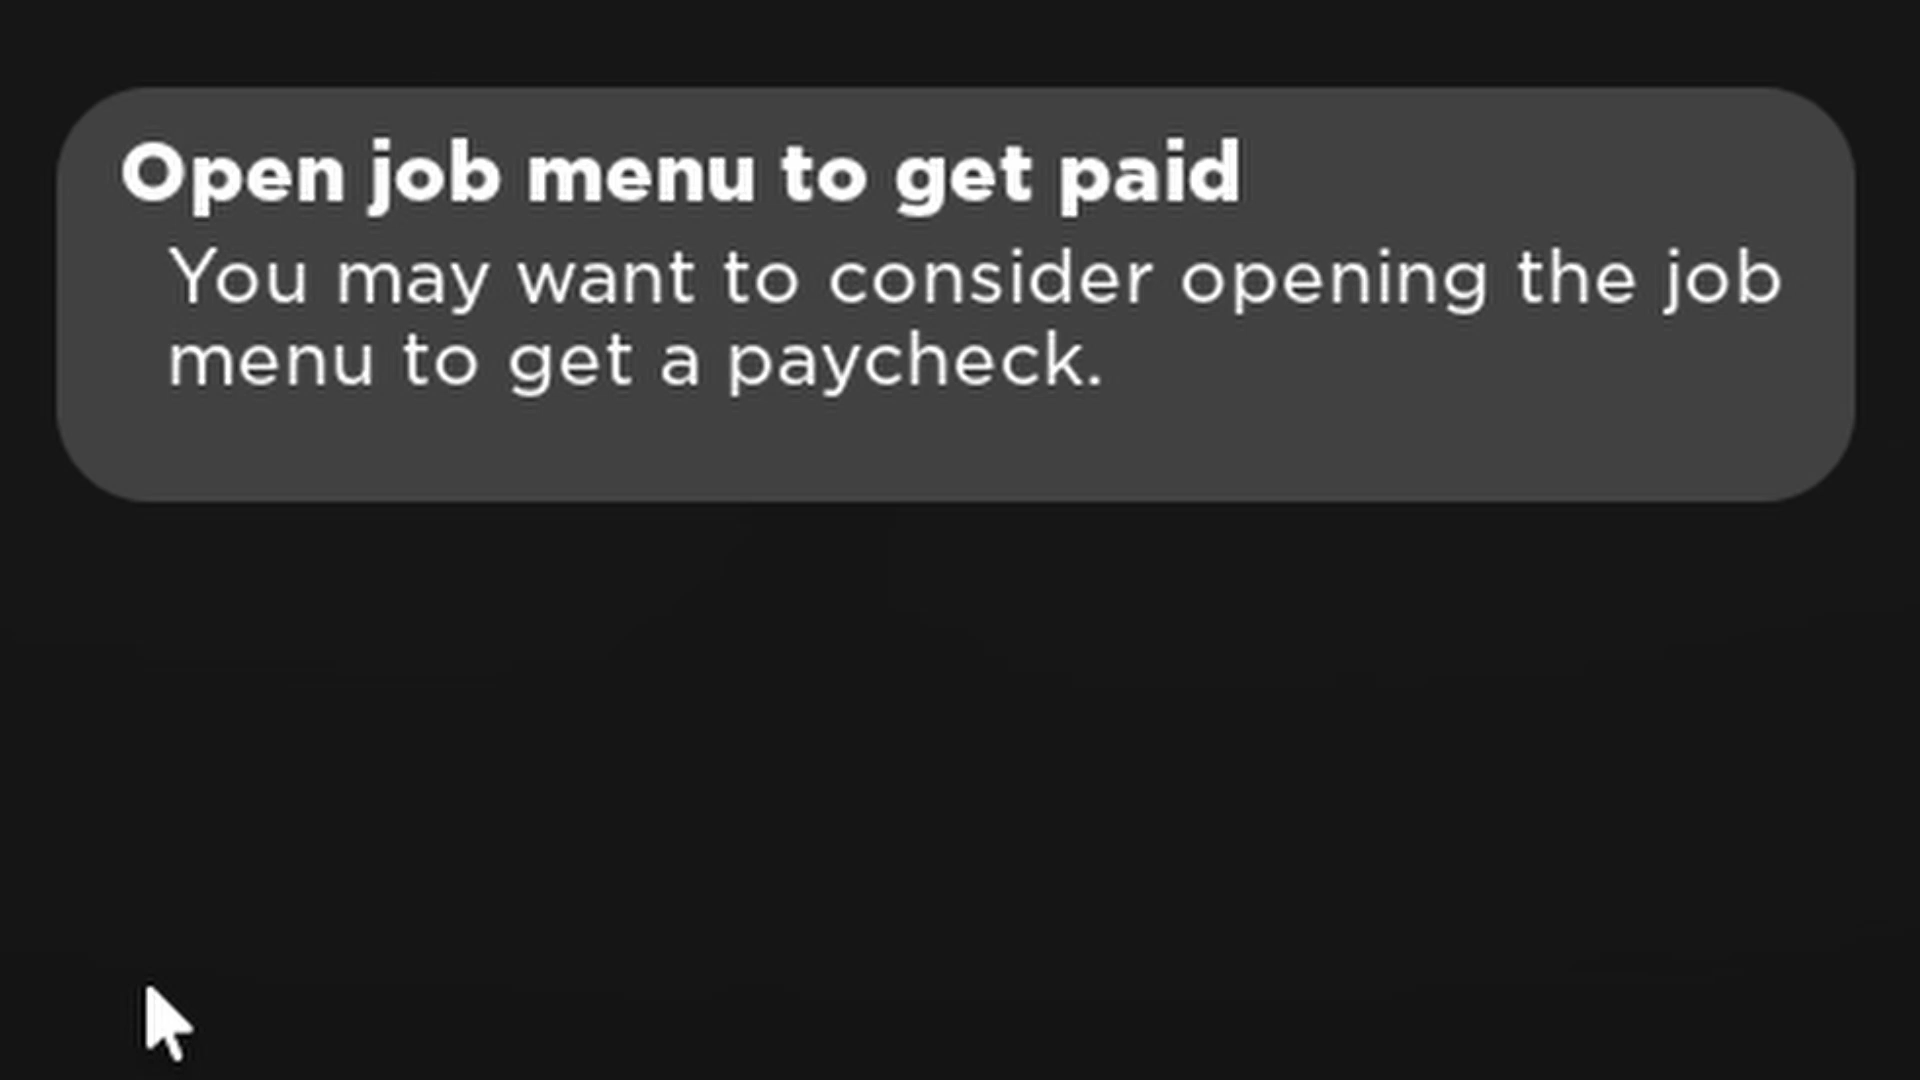 Open job menu to get paid
You may want to consider opening the job
menu to get a paycheck.